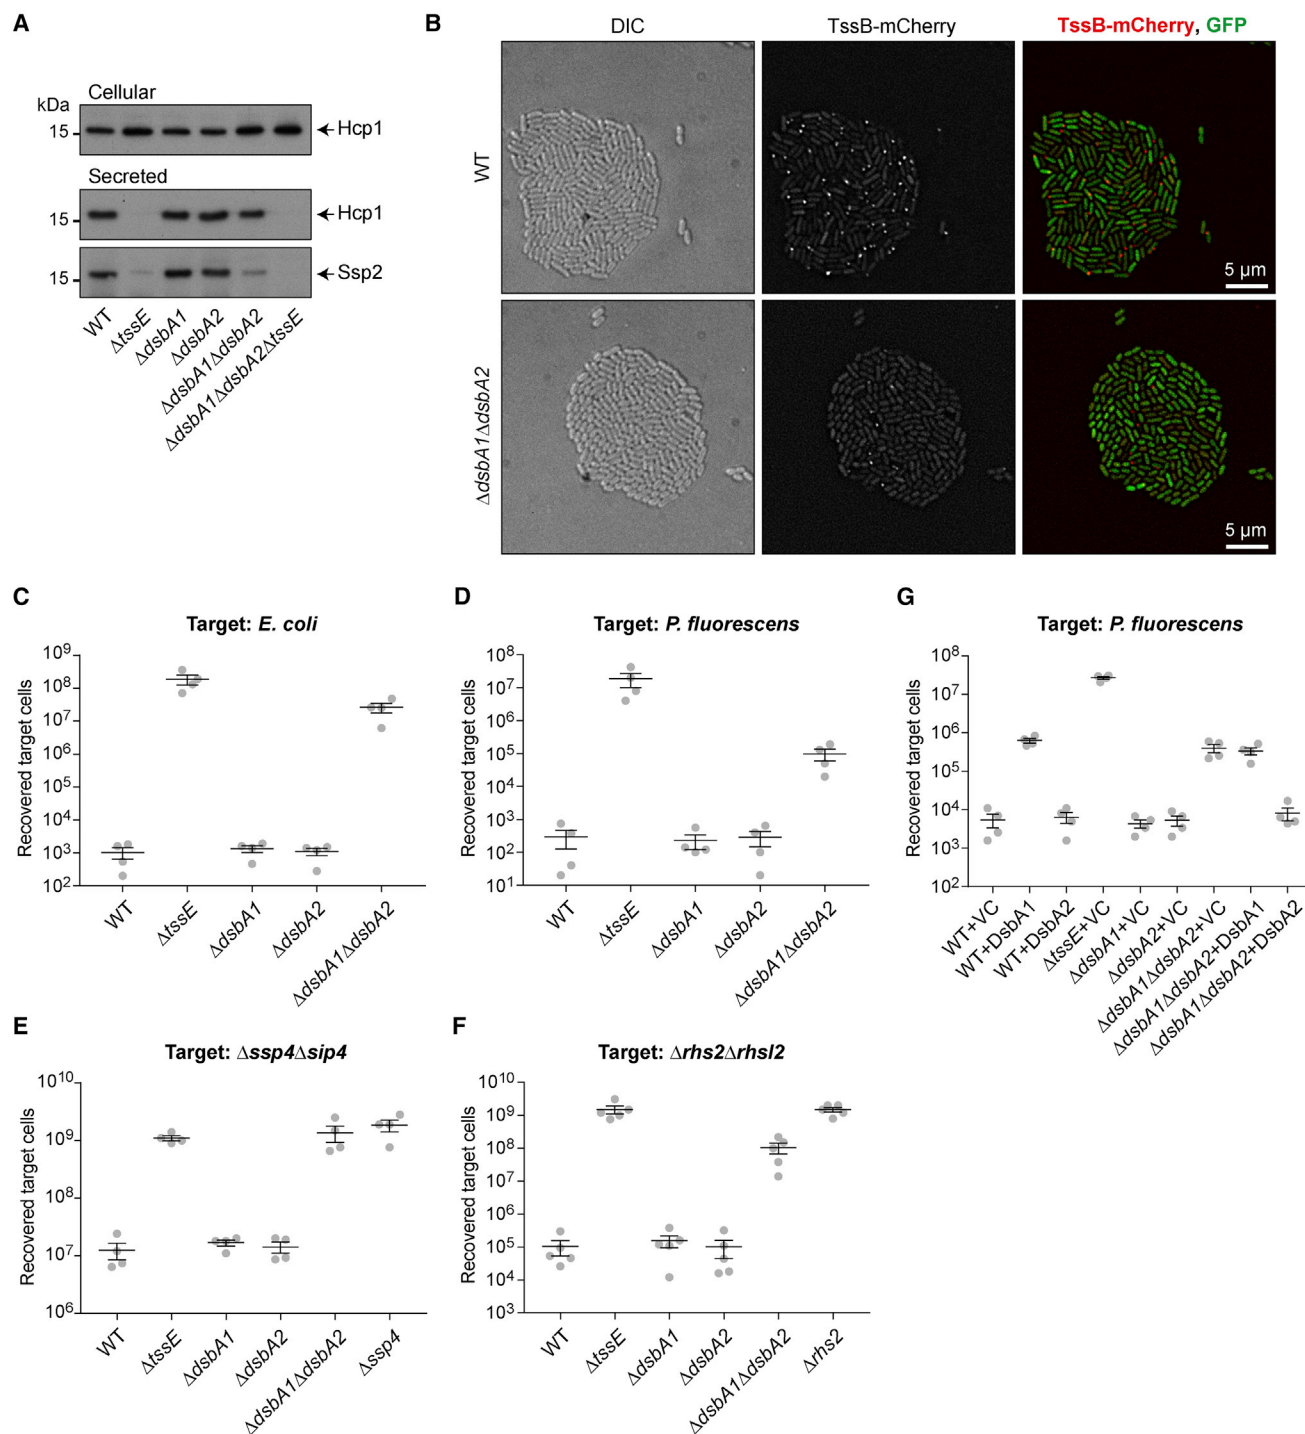 A
kDa
Cellular
15
Hcp1
Secreted
15
Hcp1
15
Ssp2
WT
ΔtssE
ΔdsbA1
ΔdsbA2
ΔdsbA1ΔdsbA2
ΔdsbA1ΔdsbA2ΔtssE
B
DIC
TssB-mCherry
TssB-mCherry, GFP
WT
5 µm
ΔdsbA1ΔdsbA2
5 µm
C
Target: E. coli
Recovered target cells
10⁹
10⁸
10⁷
10⁶
10⁵
10⁴
10³
10²
WT
ΔtssE
ΔdsbA1
ΔdsbA2
ΔdsbA1ΔdsbA2
D
Target: P. fluorescens
Recovered target cells
10⁸
10⁷
10⁶
10⁵
10⁴
10³
10²
10¹
WT
ΔtssE
ΔdsbA1
ΔdsbA2
ΔdsbA1ΔdsbA2
G
Target: P. fluorescens
Recovered target cells
10⁸
10⁷
10⁶
10⁵
10⁴
10³
10²
WT+VC
WT+DsbA1
WT+DsbA2
ΔtssE+VC
ΔdsbA1+VC
ΔdsbA2+VC
ΔdsbA1ΔdsbA2+VC
ΔdsbA1ΔdsbA2+DsbA1
ΔdsbA1ΔdsbA2+DsbA2
E
Target: Δssp4Δsip4
Recovered target cells
10¹⁰
10⁹
10⁸
10⁷
10⁶
WT
ΔtssE
ΔdsbA1
ΔdsbA2
ΔdsbA1ΔdsbA2
Δssp4
F
Target: Δrhs2ΔrhsI2
Recovered target cells
10¹⁰
10⁹
10⁸
10⁷
10⁶
10⁵
10⁴
10³
WT
ΔtssE
ΔdsbA1
ΔdsbA2
ΔdsbA1ΔdsbA2
Δrhs2